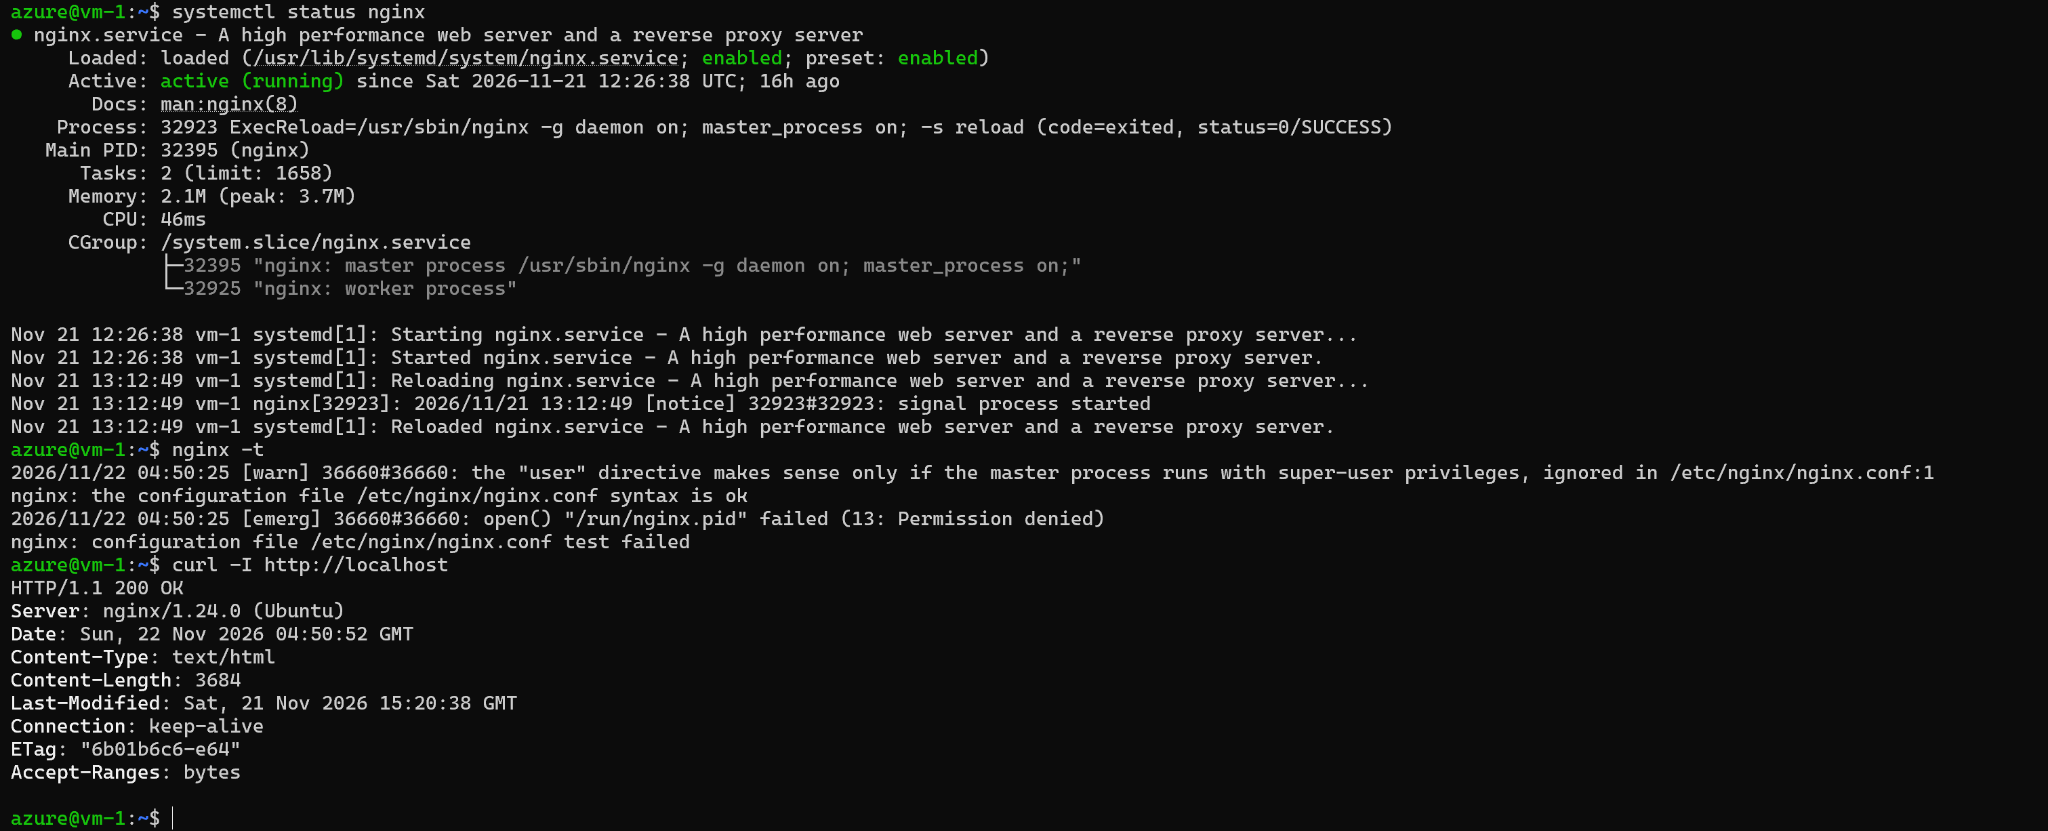 azure@vm-1:~$ systemctl status nginx
● nginx.service - A high performance web server and a reverse proxy server
     Loaded: loaded (/usr/lib/systemd/system/nginx.service; enabled; preset: enabled)
     Active: active (running) since Sat 2026-11-21 12:26:38 UTC; 16h ago
       Docs: man:nginx(8)
    Process: 32923 ExecReload=/usr/sbin/nginx -g daemon on; master_process on; -s reload (code=exited, status=0/SUCCESS)
   Main PID: 32395 (nginx)
      Tasks: 2 (limit: 1658)
     Memory: 2.1M (peak: 3.7M)
        CPU: 46ms
     CGroup: /system.slice/nginx.service
             ├─32395 "nginx: master process /usr/sbin/nginx -g daemon on; master_process on;"
             └─32925 "nginx: worker process"

Nov 21 12:26:38 vm-1 systemd[1]: Starting nginx.service - A high performance web server and a reverse proxy server...
Nov 21 12:26:38 vm-1 systemd[1]: Started nginx.service - A high performance web server and a reverse proxy server.
Nov 21 13:12:49 vm-1 systemd[1]: Reloading nginx.service - A high performance web server and a reverse proxy server...
Nov 21 13:12:49 vm-1 nginx[32923]: 2026/11/21 13:12:49 [notice] 32923#32923: signal process started
Nov 21 13:12:49 vm-1 systemd[1]: Reloaded nginx.service - A high performance web server and a reverse proxy server.
azure@vm-1:~$ nginx -t
2026/11/22 04:50:25 [warn] 36660#36660: the "user" directive makes sense only if the master process runs with super-user privileges, ignored in /etc/nginx/nginx.conf:1
nginx: the configuration file /etc/nginx/nginx.conf syntax is ok
2026/11/22 04:50:25 [emerg] 36660#36660: open() "/run/nginx.pid" failed (13: Permission denied)
nginx: configuration file /etc/nginx/nginx.conf test failed
azure@vm-1:~$ curl -I http://localhost
HTTP/1.1 200 OK
Server: nginx/1.24.0 (Ubuntu)
Date: Sun, 22 Nov 2026 04:50:52 GMT
Content-Type: text/html
Content-Length: 3684
Last-Modified: Sat, 21 Nov 2026 15:20:38 GMT
Connection: keep-alive
ETag: "6b01b6c6-e64"
Accept-Ranges: bytes

azure@vm-1:~$